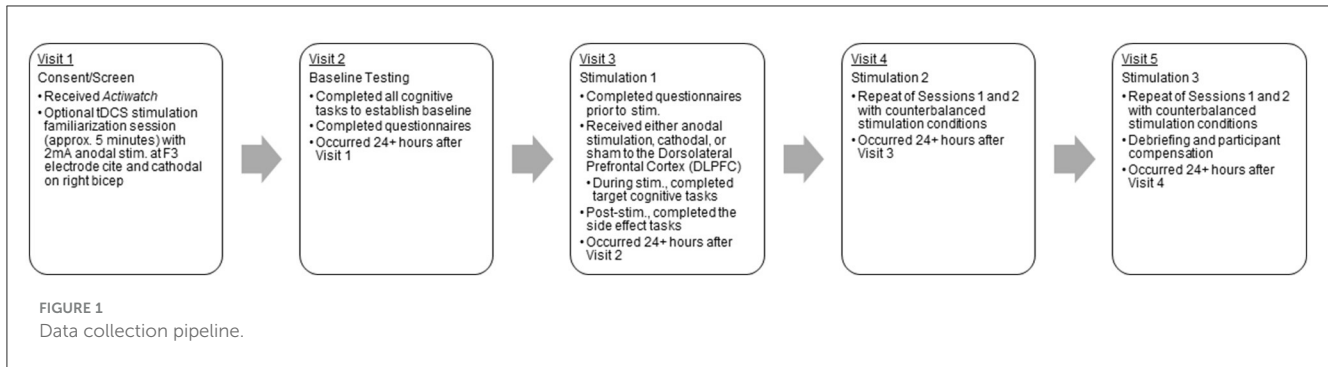 Visit 1
Consent/Screen
• Received Actiwatch
• Optional tDCS stimulation
familiarization session
(approx. 5 minutes) with
2mA anodal stim. at F3
electrode cite and cathodal
on right bicep
Visit 2
Baseline Testing
• Completed all cognitive
tasks to establish baseline
• Completed questionnaires
• Occurred 24+ hours after
Visit 1
Visit 3
Stimulation 1
• Completed questionnaires
prior to stim.
• Received either anodal
stimulation, cathodal, or
sham to the Dorsolateral
Prefrontal Cortex (DLPFC)
• During stim., completed
target cognitive tasks
• Post-stim., completed the
side effect tasks
• Occurred 24+ hours after
Visit 2
Visit 4
Stimulation 2
• Repeat of Sessions 1 and 2
with counterbalanced
stimulation conditions
• Occurred 24+ hours after
Visit 3
Visit 5
Stimulation 3
• Repeat of Sessions 1 and 2
with counterbalanced
stimulation conditions
• Debriefing and participant
compensation
• Occurred 24+ hours after
Visit 4
FIGURE 1
Data collection pipeline.